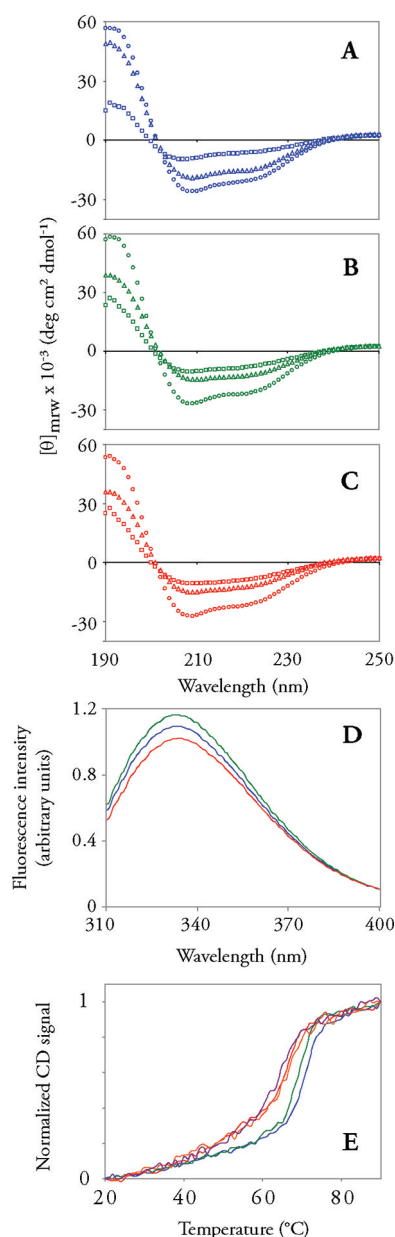 60
A
30
0
-30
60
B
30
0
-30
[θ]mrw x 10⁻³ (deg cm² dmol⁻¹)
60
C
30
0
-30
190 210 230 250
Wavelength (nm)
1.2
D
0.8
0.4
0
Fluorescence intensity
(arbitrary units)
310 340 370 400
Wavelength (nm)
1
Normalized CD signal
E
0
20 40 60 80
Temperature (°C)